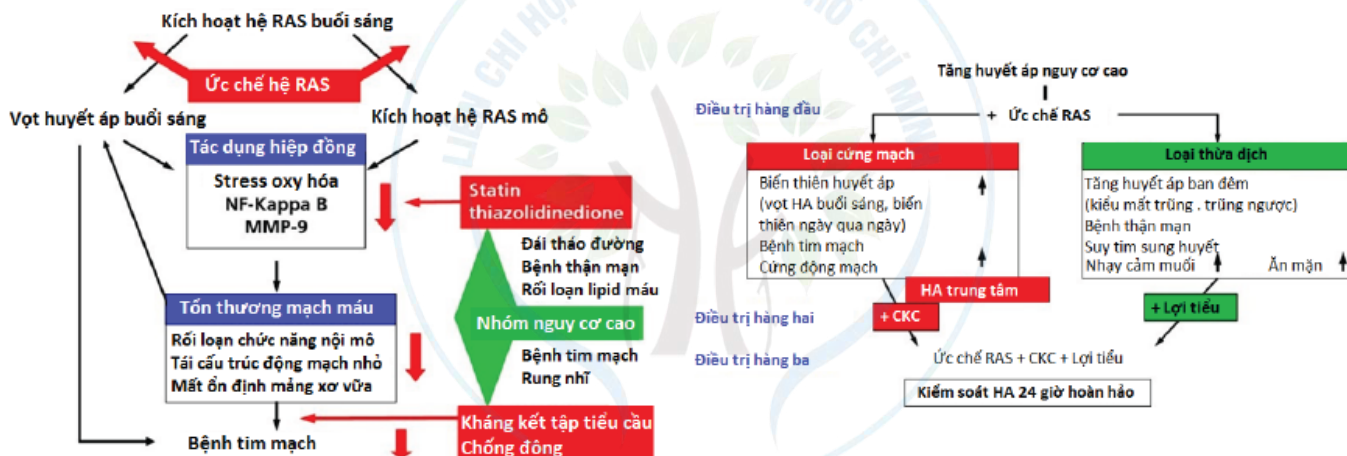 Kích hoạt hệ RAS buổi sáng
Ức chế hệ RAS
Vọt huyết áp buổi sáng
Kích hoạt hệ RAS mô
Tác dụng hiệp đồng
Stress oxy hóa
NF-Kappa B
MMP-9
Statin
thiazolidinedione
Đái tháo đường
Bệnh thận mạn
Rối loạn lipid máu
Nhóm nguy cơ cao
Bệnh tim mạch
Rung nhĩ
Tổn thương mạch máu
Rối loạn chức năng nội mô
Tái cấu trúc động mạch nhỏ
Mất ổn định mảng xơ vữa
Kháng kết tập tiểu cầu
Chống đông
Bệnh tim mạch
Tăng huyết áp nguy cơ cao
Điều trị hàng đầu
+ Ức chế RAS
Loại cứng mạch
Biến thiên huyết áp
(vọt HA buổi sáng, biến
thiên ngày qua ngày)
Bệnh tim mạch
Cứng động mạch
HA trung tâm
Loại thừa dịch
Tăng huyết áp ban đêm
(kiểu mất trũng . trũng ngược)
Bệnh thận mạn
Suy tim sung huyết
Nhạy cảm muối
Ăn mặn
Điều trị hàng hai
+ CKC
+ Lợi tiểu
Điều trị hàng ba
Ức chế RAS + CKC + Lợi tiểu
Kiểm soát HA 24 giờ hoàn hảo
LIÊN CHI HỘ
HỒ CHÍ MINH